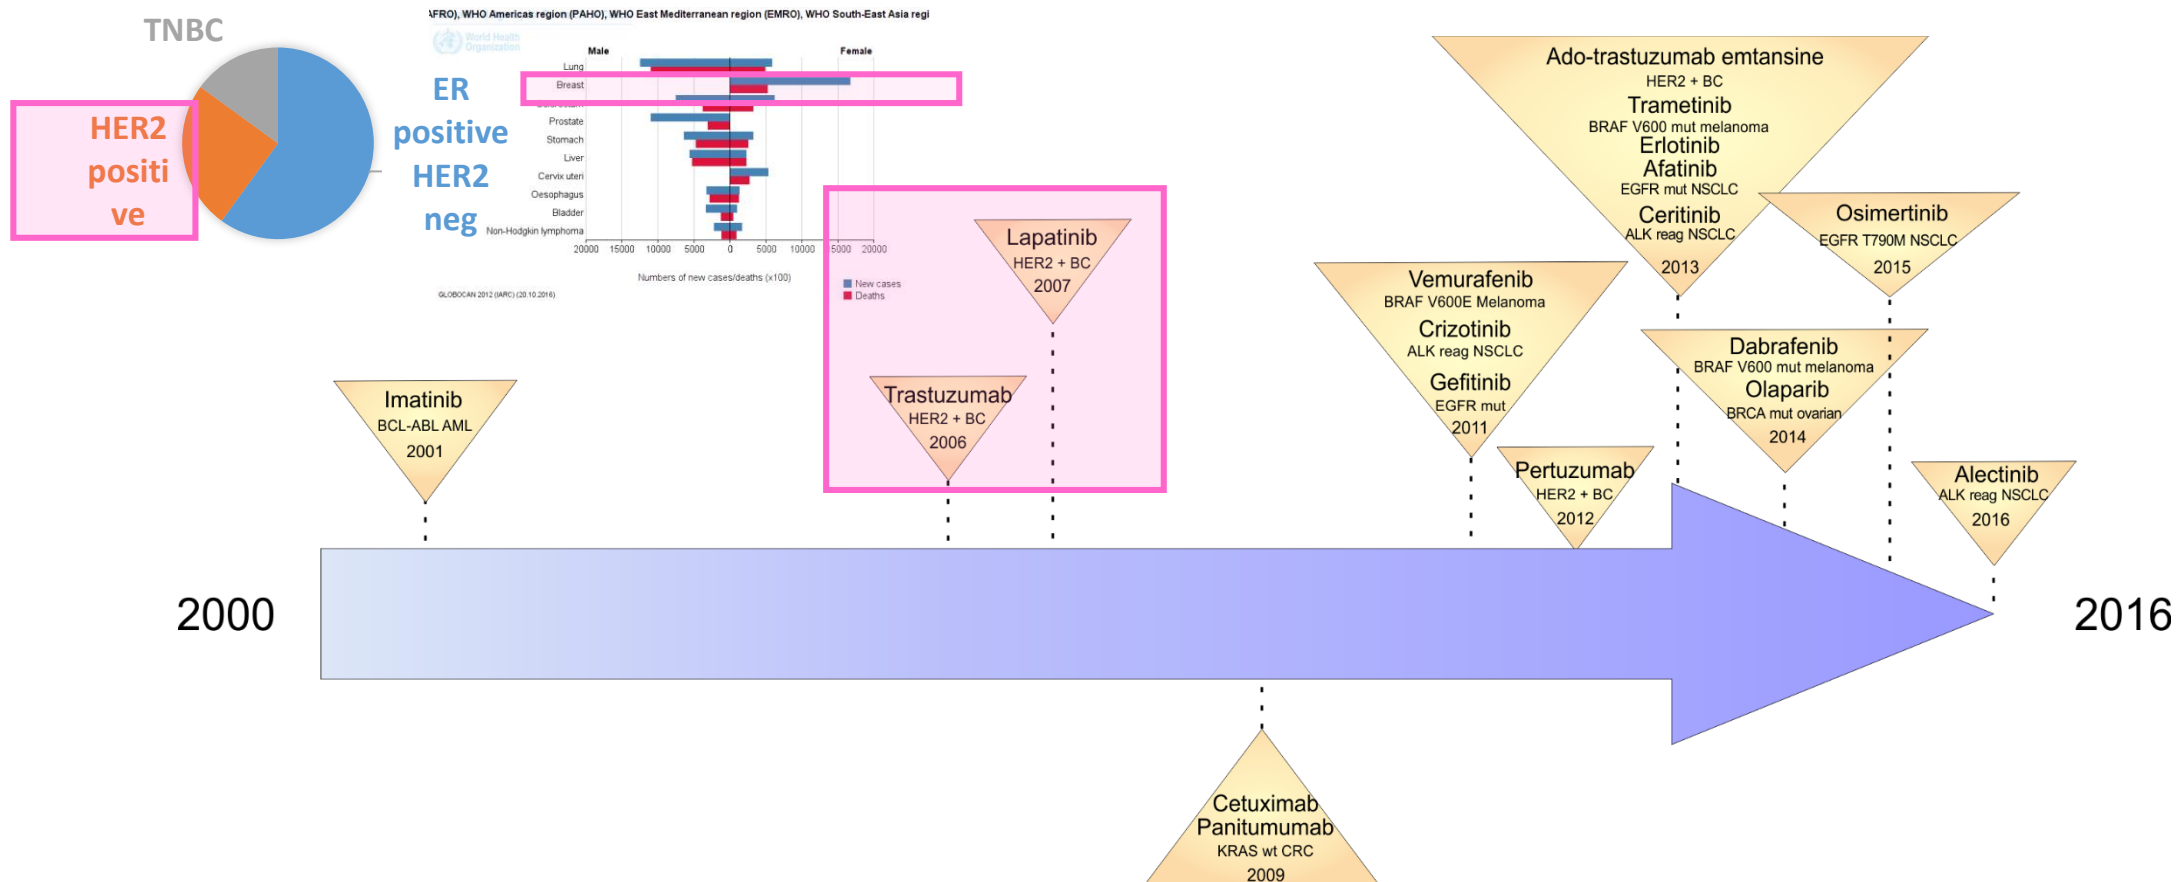 TNBC
HER2
positi
ve
ER
positive
HER2
neg
AFRO), WHO Americas region (PAHO), WHO East Mediterranean region (EMRO), WHO South-East Asia regi
World Health
Organization
Male
Female
Lung
Breast
Prostate
Stomach
Liver
Cervix uteri
Oesophagus
Bladder
Non-Hodgkin lymphoma
20000 15000 10000 5000 0 5000 10000 5000 20000
Numbers of new cases/deaths (x100)
New cases
Deaths
GLOBOCAN 2012 (IARC) (20.10.2016)
Imatinib
BCL-ABL AML
2001
Trastuzumab
HER2 + BC
2006
Lapatinib
HER2 + BC
2007
Vemurafenib
BRAF V600E Melanoma
Crizotinib
ALK reag NSCLC
Gefitinib
EGFR mut
2011
Pertuzumab
HER2 + BC
2012
Ado-trastuzumab emtansine
HER2 + BC
Trametinib
BRAF V600 mut melanoma
Erlotinib
Afatinib
EGFR mut NSCLC
Ceritinib
ALK reag NSCLC
2013
Osimertinib
EGFR T790M NSCLC
2015
Dabrafenib
BRAF V600 mut melanoma
Olaparib
BRCA mut ovarian
2014
Alectinib
ALK reag NSCLC
2016
2000
2016
Cetuximab
Panitumumab
KRAS wt CRC
2009